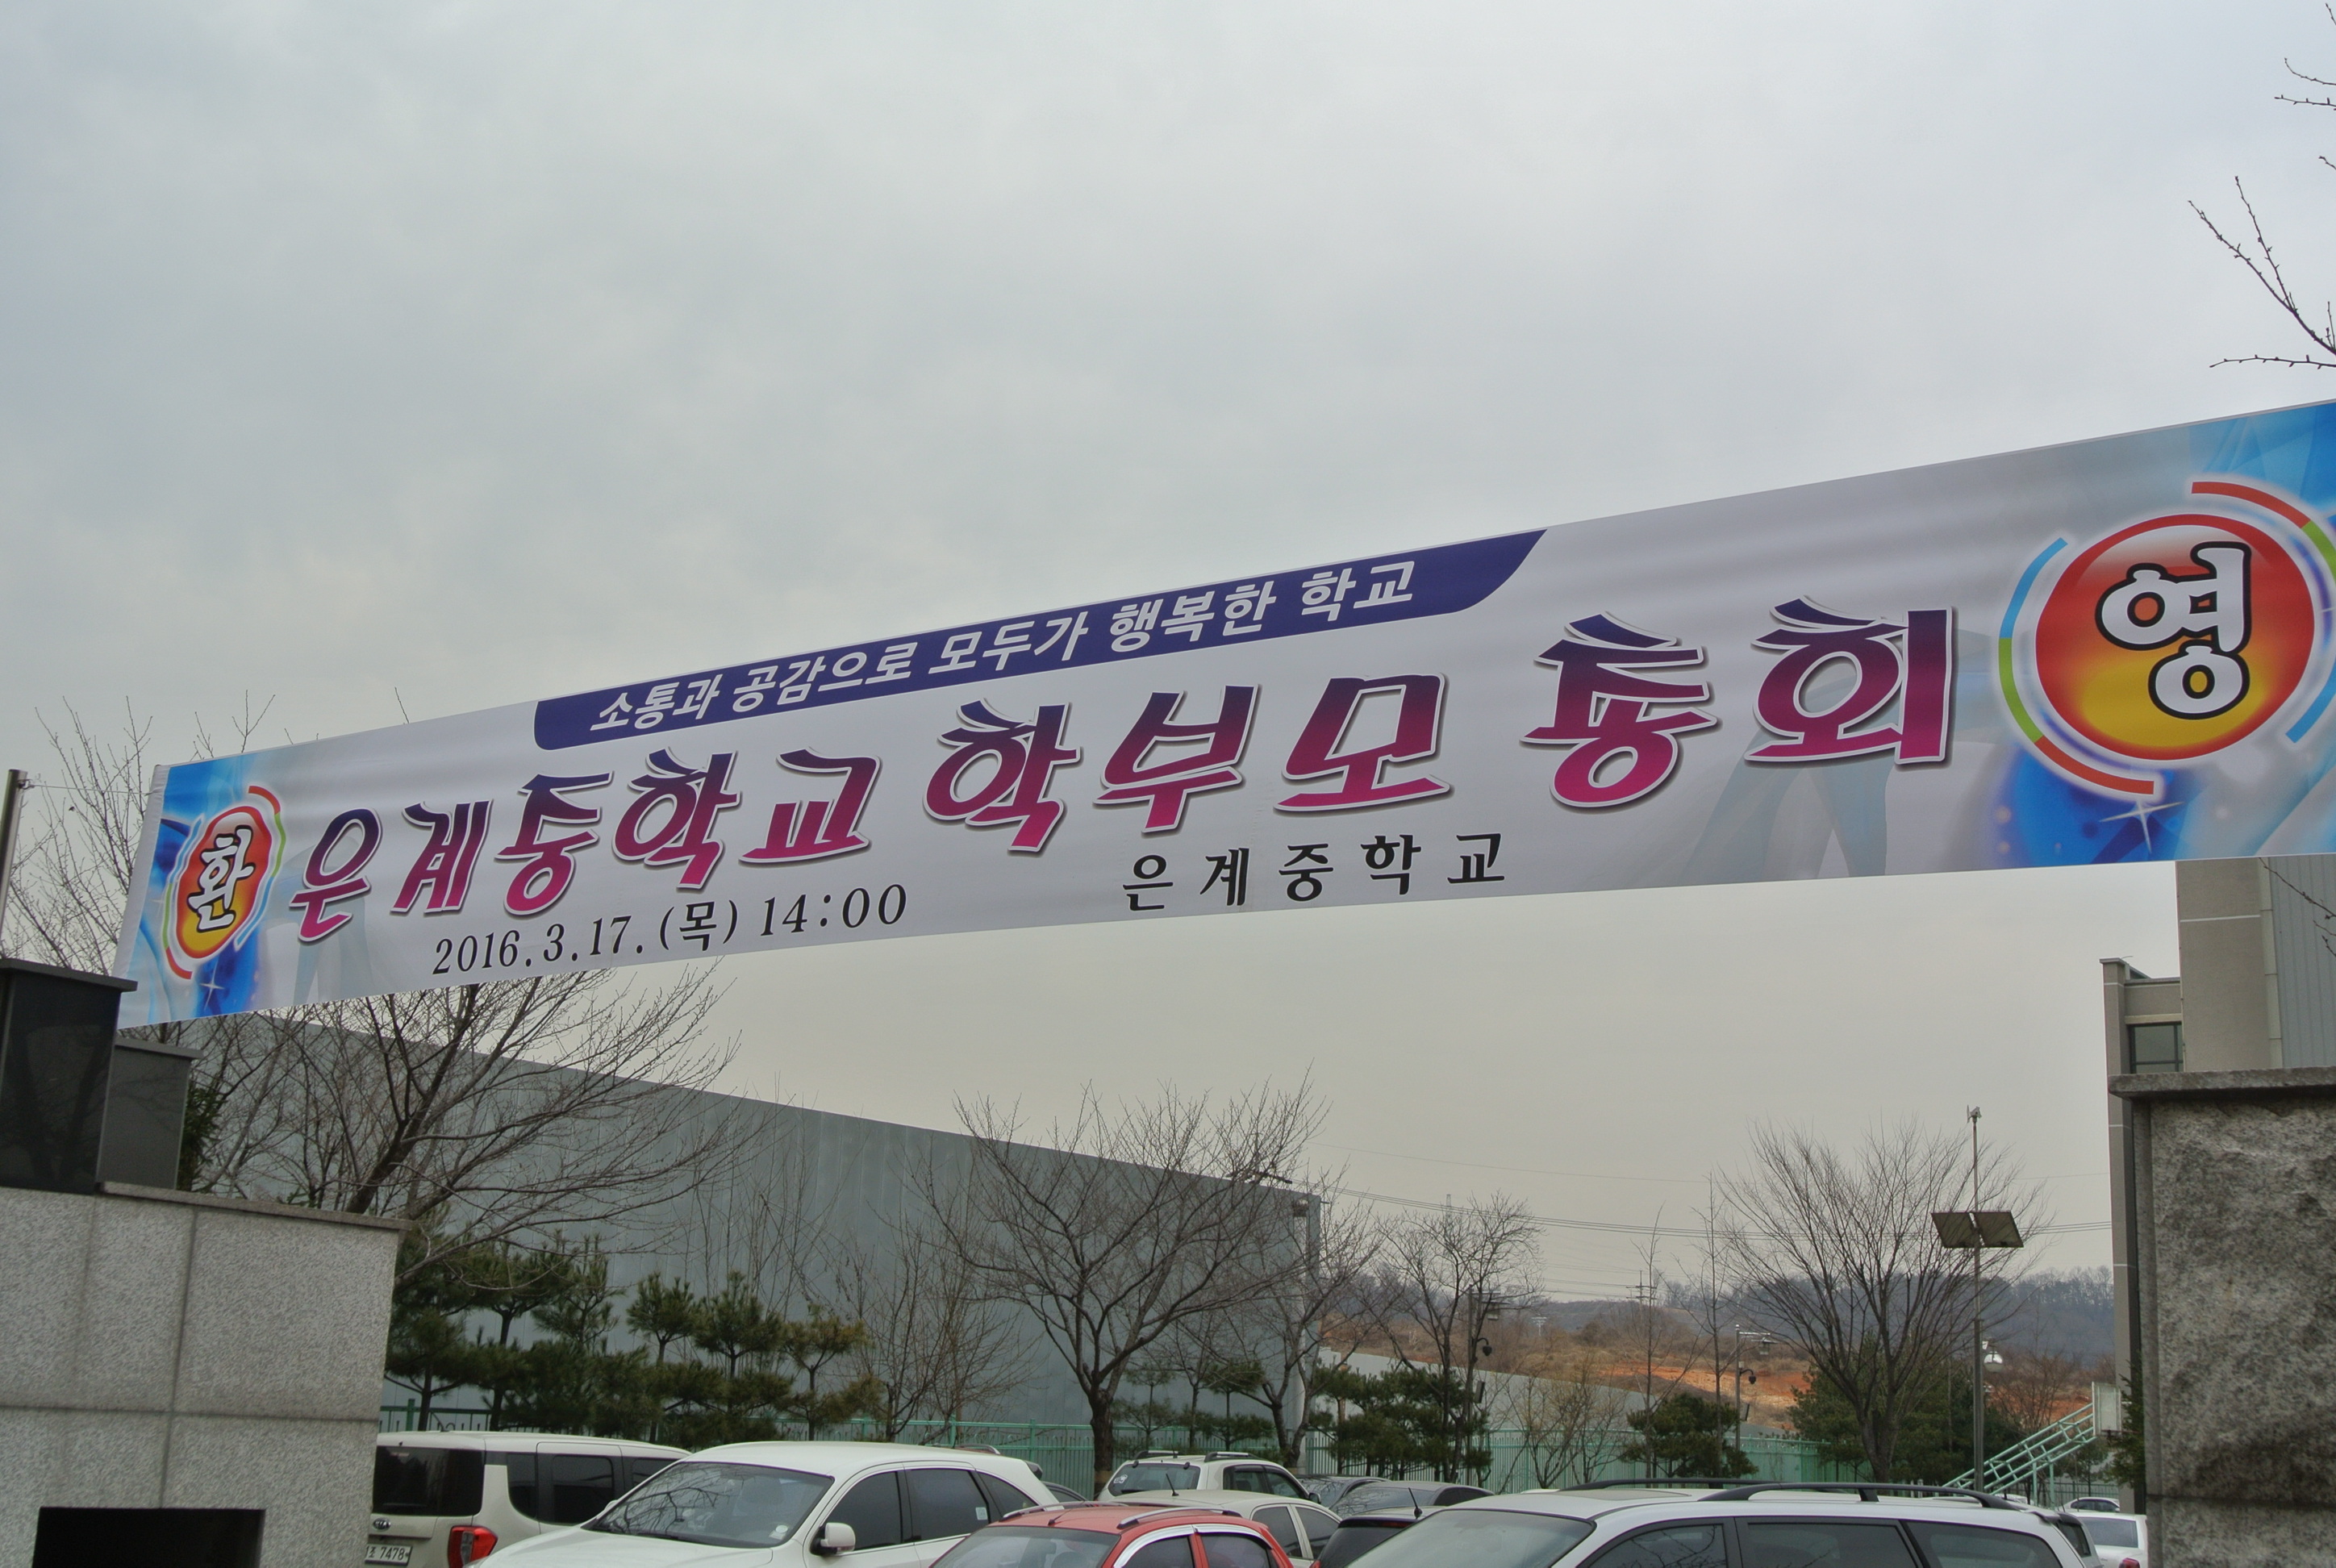 소통과 공감으로 모두가 행복한 학교
환 은계중학교 학부모 총회 영
2016.3.17.(목) 14:00 은계중학교
7478